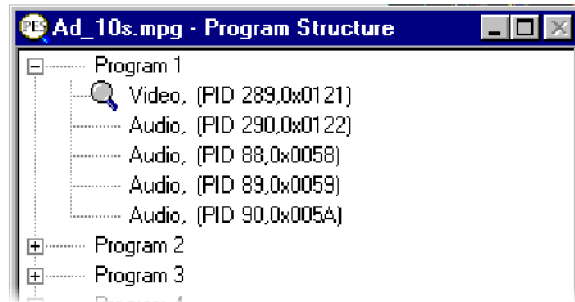 PES Ad_10s.mpg - Program Structure
Program 1
Video, (PID 289,0x0121)
Audio, (PID 290,0x0122)
Audio, (PID 88,0x0058)
Audio, (PID 89,0x0059)
Audio, (PID 90,0x005A)
Program 2
Program 3